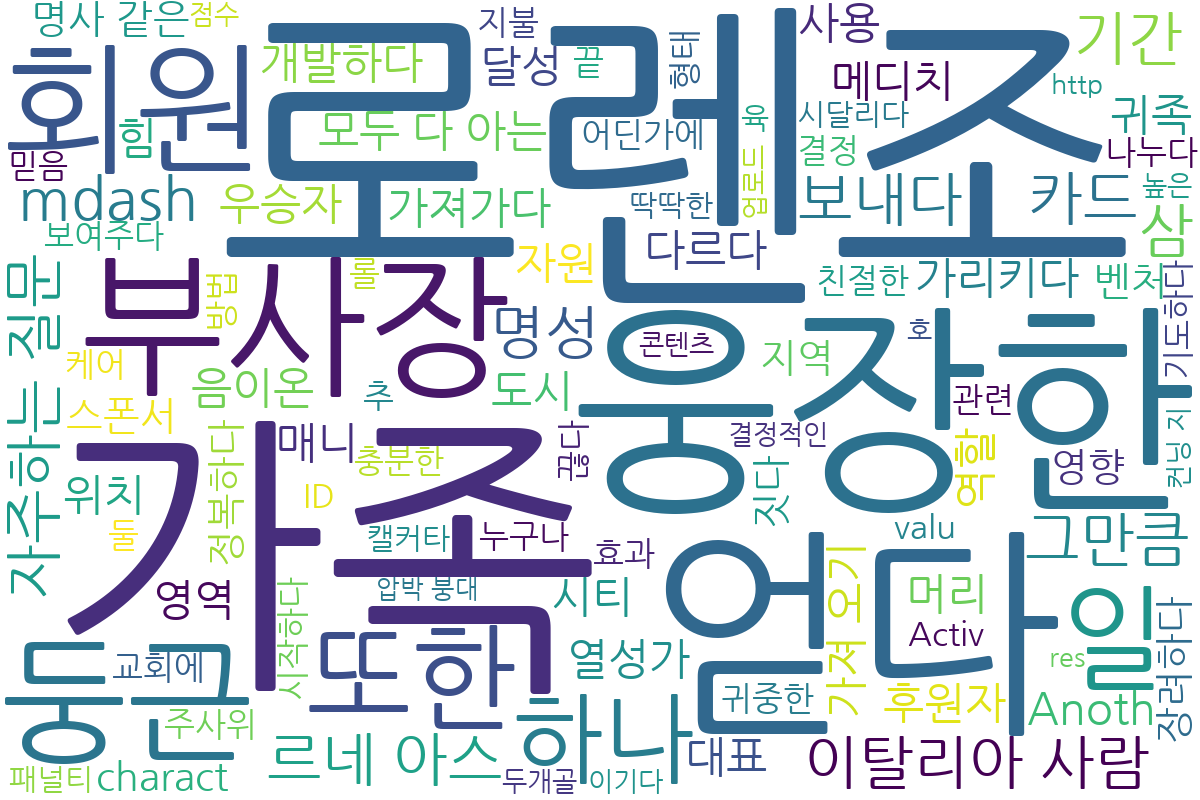 명사 같은
점수
지불
사용
기간
회원
로렌조
개발하다
달성
끝
형태
메디치
http
귀족
힘
모두 다 아는
어딘가에
육
시달리다
믿음
mdash
우승자
가져가다
딱딱한
업로드
결정
나누다
보내다
카드
높은
보여주다
삼
다르다
자원
친절한
가리키다
벤처
자주하는 질문
부사장
방법
롤
명성
웅장한
콘텐츠
호
기도하다
케어
음이온
추
도시
지역
관련
스폰서
매니
충분한
끓다
결정적인
역할
영향
컨닝 지
위치
정복하다
가족
ID
짓다
둘
캘커타
누구나
valu
그만큼
영역
압박 붕대
효과
얻다
가져 오기
머리
일
시작하다
시티
Activ
둥근
또한
열성가
res
장려하다
교회에
귀중한
후원자
Anoth
주사위
하나
르네 아스
대표
이탈리아 사람
패널티
charact
두개골
이기다